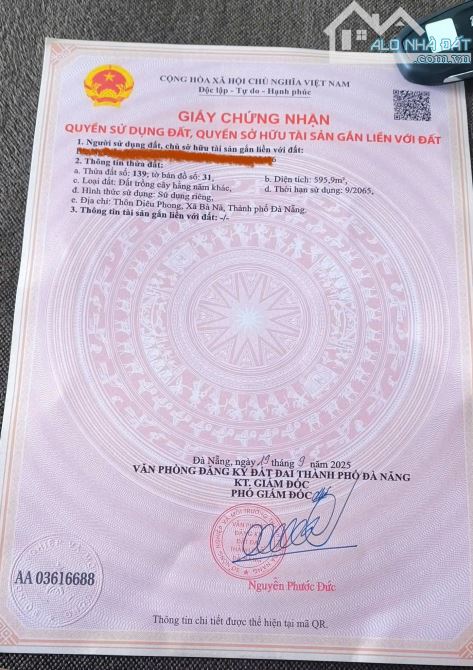 ALO NHÀ ĐẤT
.com.vn
CỘNG HÒA XÃ HỘI CHỦ NGHĨA VIỆT NAM
Độc lập - Tự do - Hạnh phúc
GIẤY CHỨNG NHẬN
QUYỀN SỬ DỤNG ĐẤT, QUYỀN SỞ HỮU TÀI SẢN GẮN LIỀN VỚI ĐẤT
1. Người sử dụng đất, chủ sở hữu tài sản gắn liền với đất:
2. Thông tin thửa đất:
a. Thửa đất số: 139; tờ bản đồ số: 31,
b. Diện tích: 595,9m²,
c. Loại đất: Đất trồng cây hằng năm khác,
d. Thời hạn sử dụng: 9/2065,
đ. Hình thức sử dụng: Sử dụng riêng,
e. Địa chỉ: Thôn Diêu Phong, Xã Bà Nà, Thành phố Đà Nẵng.
3. Thông tin tài sản gắn liền với đất: -/-
Đà Nẵng, ngày 19 tháng 9 năm 2025
VĂN PHÒNG ĐĂNG KÝ ĐẤT ĐAI THÀNH PHỐ ĐÀ NẴNG
KT. GIÁM ĐỐC
PHÓ GIÁM ĐỐC
Nguyễn Phước Đức
AA 03616688
Thông tin chi tiết được thể hiện tại mã QR.